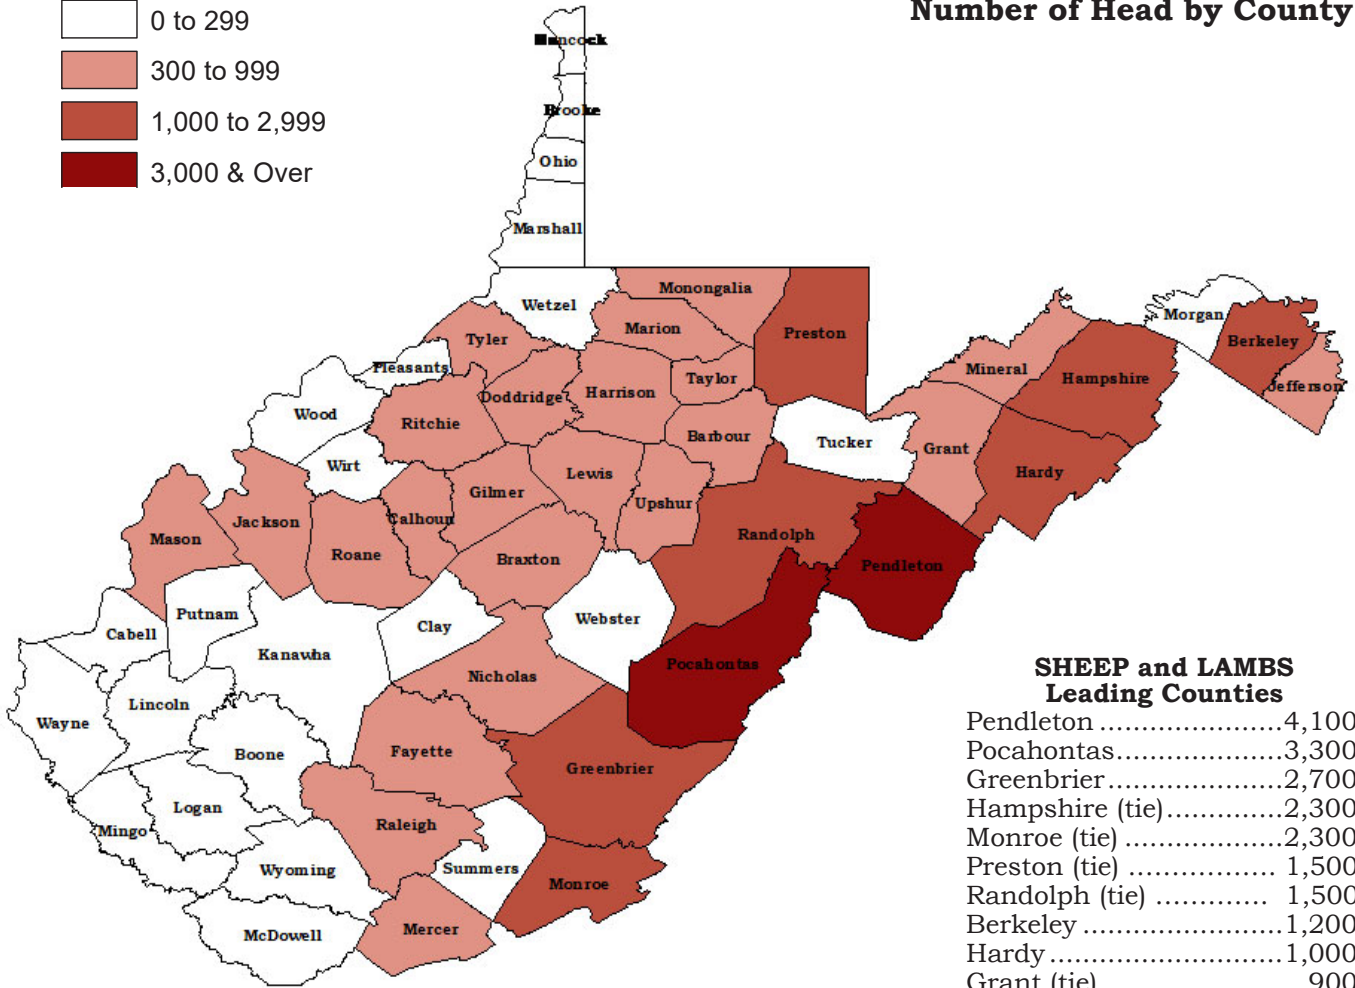 Number of Head by County
0 to 299
300 to 999
1,000 to 2,999
3,000 & Over
Hancock
Brooke
Ohio
Marshall
Wetzel
Monongalia
Marion
Preston
Tyler
Pleasants
Doddridge
Harrison
Taylor
Morgan
Berkeley
Jefferson
Mineral
Hampshire
Wood
Ritchie
Barbour
Tucker
Grant
Hardy
Wirt
Lewis
Gilmer
Upshur
Calhoun
Jackson
Mason
Roane
Braxton
Randolph
Pendleton
Putnam
Cabell
Clay
Webster
Kanawha
Nicholas
Pocahontas
Lincoln
Wayne
Boone
Fayette
Greenbrier
Logan
Mingo
Raleigh
Wyoming
Summers
Monroe
McDowell
Mercer
SHEEP and LAMBS
Leading Counties
Pendleton ......................4,100
Pocahontas....................3,300
Greenbrier.....................2,700
Hampshire (tie)..............2,300
Monroe (tie) ...................2,300
Preston (tie) .................. 1,500
Randolph (tie) ............. 1,500
Berkeley ........................1,200
Hardy............................1,000
Grant (tie) 900